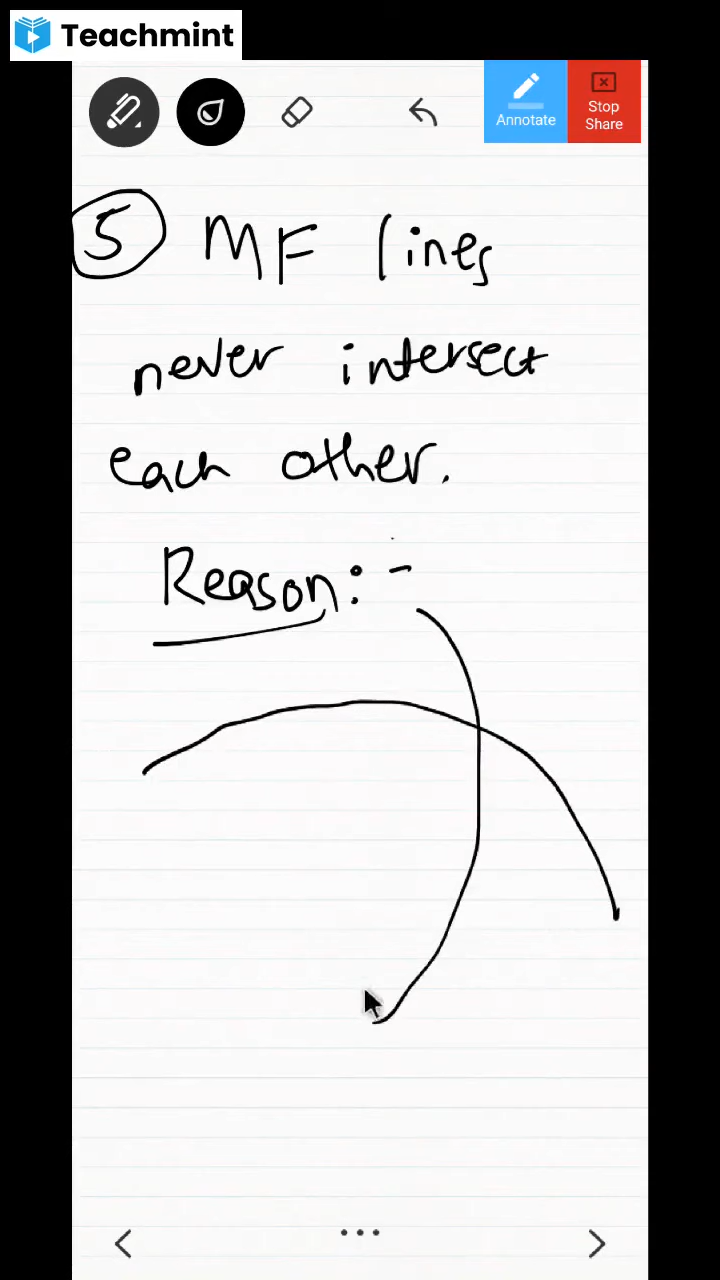 Teachmint
Annotate
Stop
Share
5 MF lines
never intersect
each other.
Reason:-